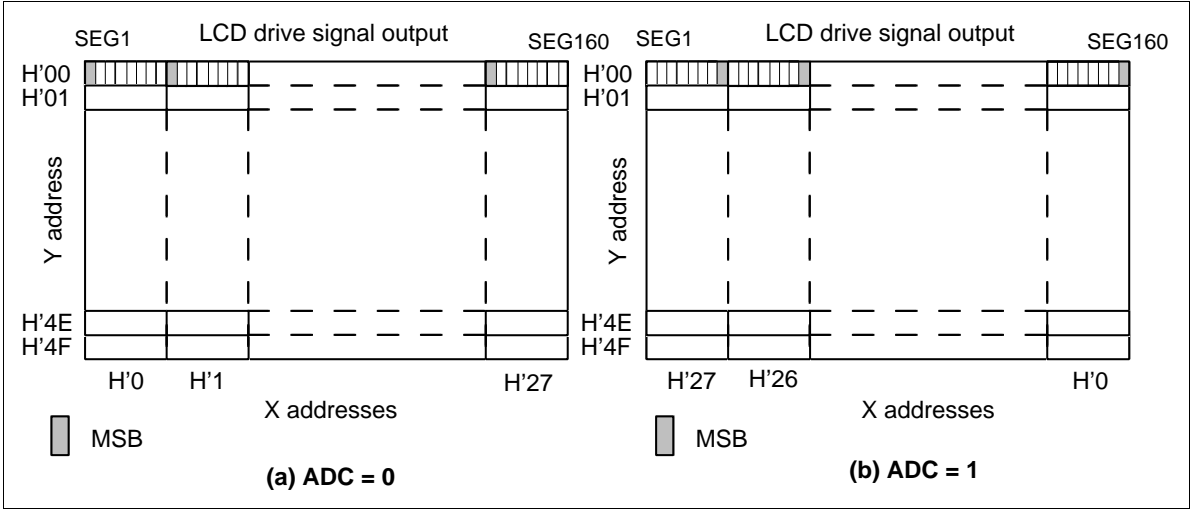 SEG1 LCD drive signal output SEG160
H'00
H'01
Y address
H'4E
H'4F
H'0 H'1 H'27
X addresses
MSB
(a) ADC = 0
SEG1 LCD drive signal output SEG160
H'00
H'01
Y address
H'4E
H'4F
H'27 H'26 H'0
X addresses
MSB
(b) ADC = 1